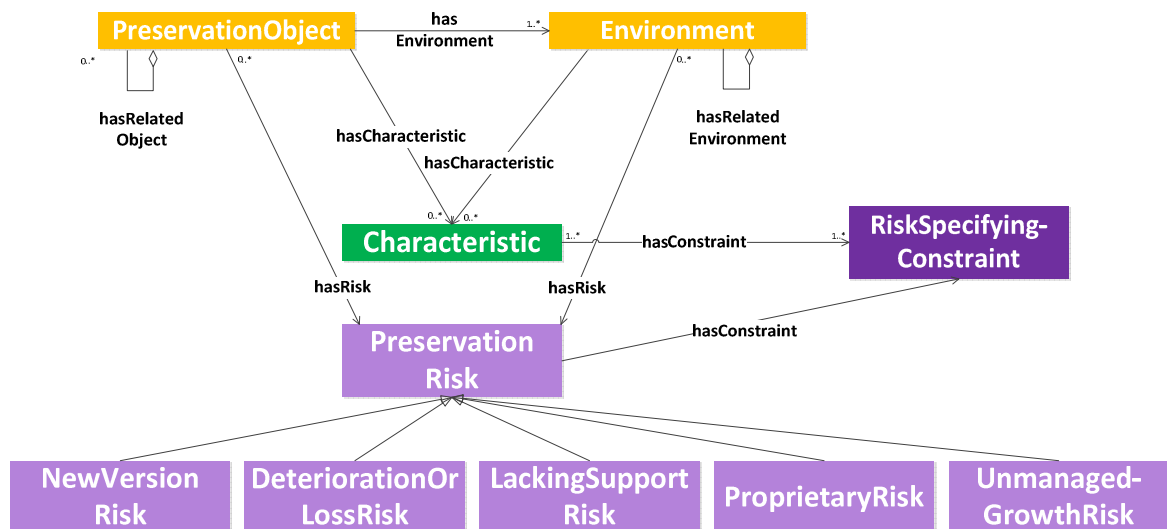 PreservationObject
has
Environment
1..*
Environment
0..*
0..*
0..*
hasRelated
Object
hasRelated
Environment
hasCharacteristic
hasCharacteristic
0..*
0..*
Characteristic
1..*
hasConstraint
1..*
RiskSpecifying-
Constraint
hasRisk
hasRisk
Preservation
Risk
hasConstraint
NewVersion
Risk
DeteriorationOr
LossRisk
LackingSupport
Risk
ProprietaryRisk
Unmanaged-
GrowthRisk